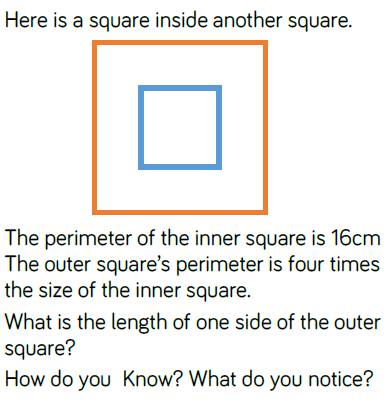 Here is a square inside another square.
The perimeter of the inner square is 16cm
The outer square's perimeter is four times
the size of the inner square.
What is the length of one side of the outer
square?
How do you  Know? What do you notice?